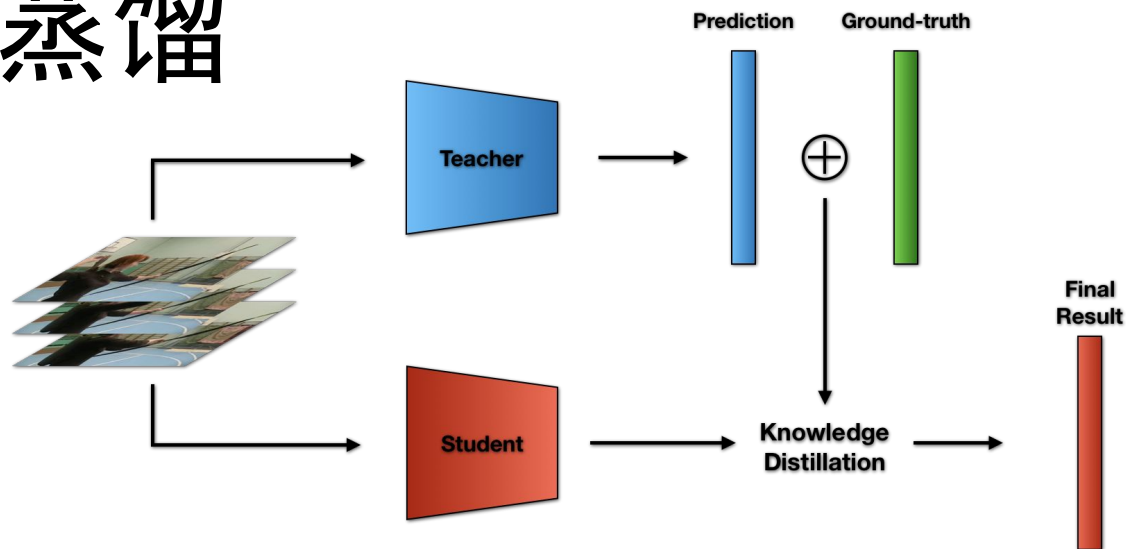 蒸馏
Prediction
Ground-truth
Teacher
Final
Result
Student
Knowledge
Distillation